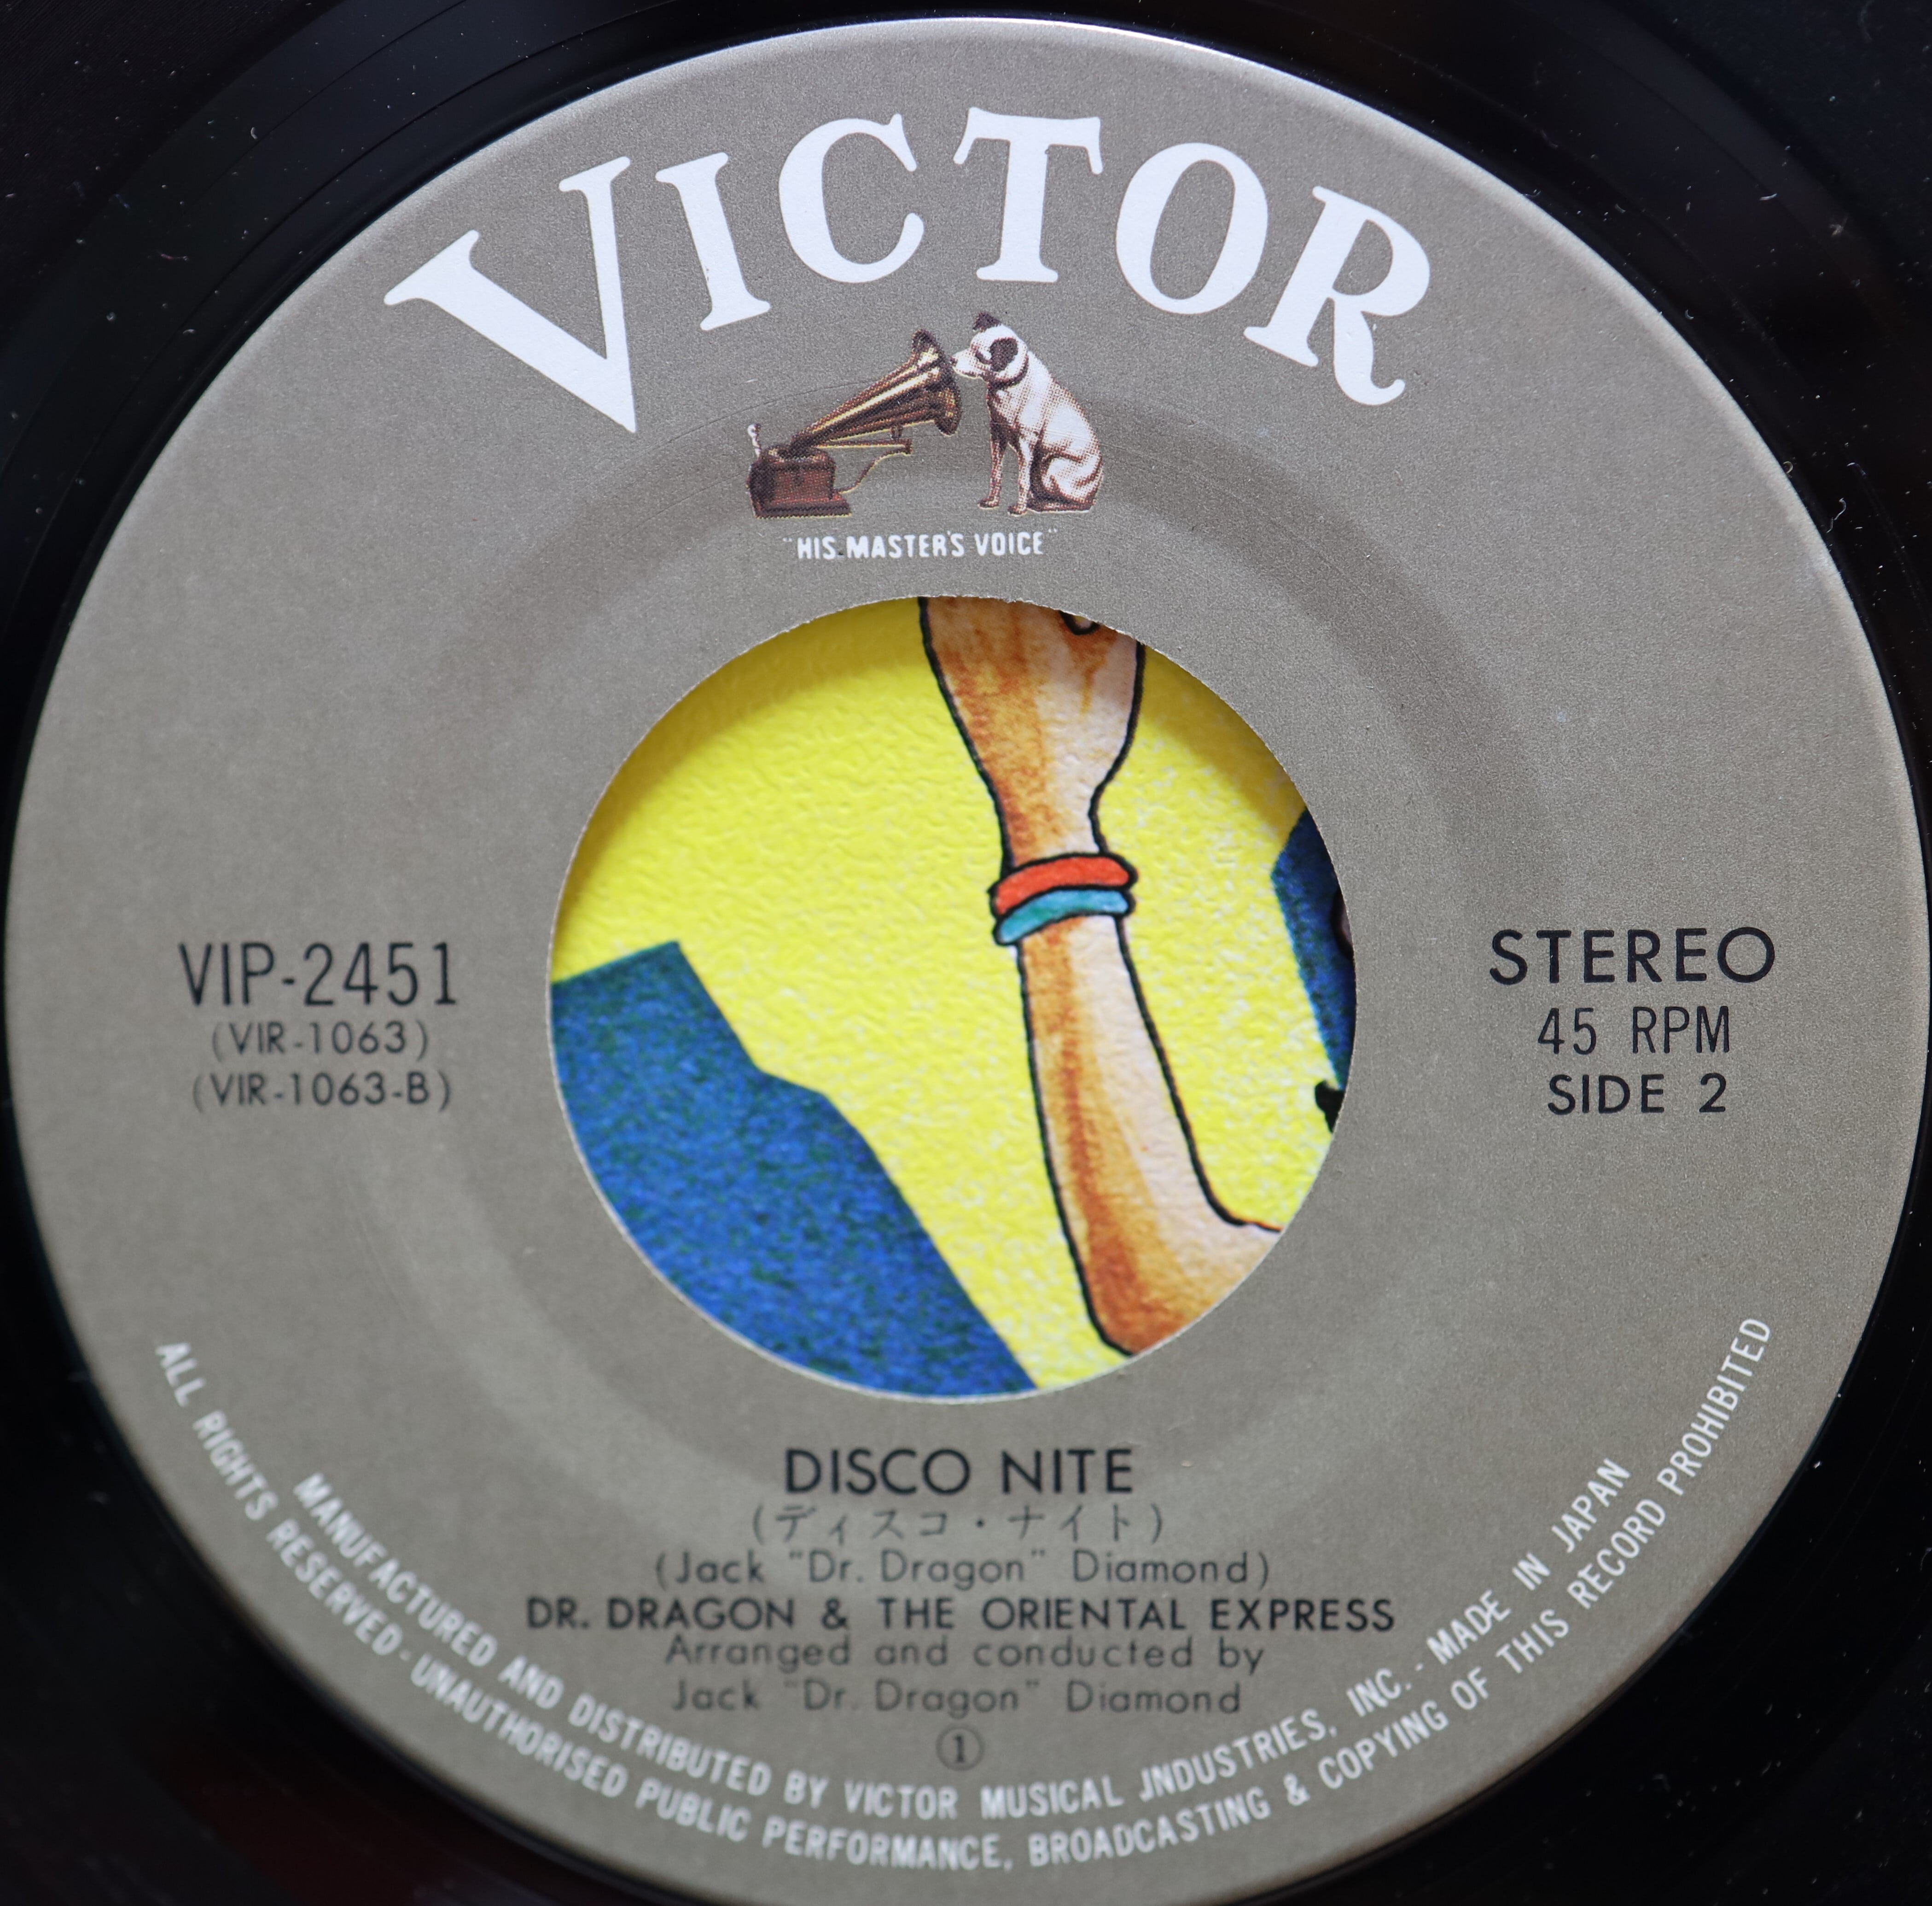 VICTOR
"HIS MASTER'S VOICE"
VIP-2451
(VIR-1063)
(VIR-1063-B)
STEREO
45 RPM
SIDE 2
DISCO NITE
(ディスコ・ナイト)
(Jack "Dr. Dragon" Diamond)
DR. DRAGON & THE ORIENTAL EXPRESS
Arranged and conducted by
Jack "Dr. Dragon" Diamond
①
MANUFACTURED AND DISTRIBUTED BY VICTOR MUSICAL JNDUSTRIES, INC. - MADE IN JAPAN
ALL RIGHTS RESERVED - UNAUTHORISED PUBLIC PERFORMANCE, BROADCASTING & COPYING OF THIS RECORD PROHIBITED